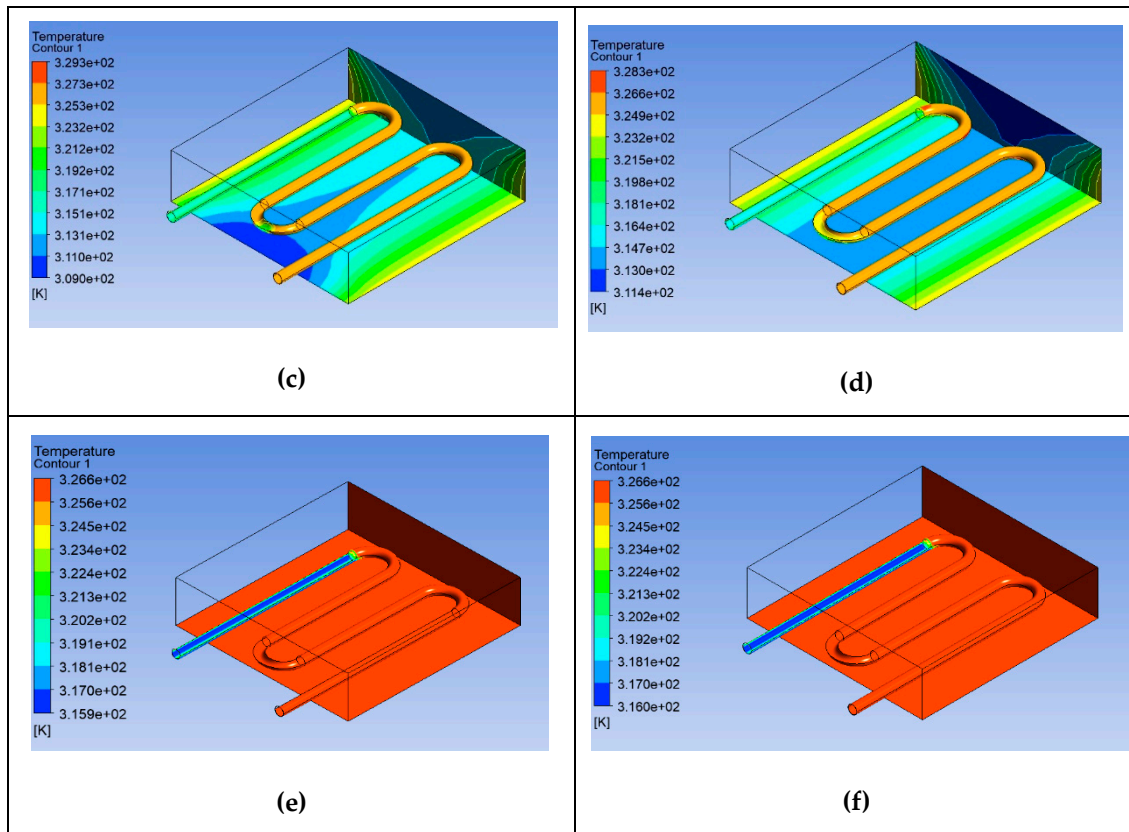 Temperature
Contour 1
3.293e+02
3.273e+02
3.253e+02
3.232e+02
3.212e+02
3.192e+02
3.171e+02
3.151e+02
3.131e+02
3.110e+02
3.090e+02
[K]
(c)
Temperature
Contour 1
3.283e+02
3.266e+02
3.249e+02
3.232e+02
3.215e+02
3.198e+02
3.181e+02
3.164e+02
3.147e+02
3.130e+02
3.114e+02
[K]
(d)
Temperature
Contour 1
3.266e+02
3.256e+02
3.245e+02
3.234e+02
3.224e+02
3.213e+02
3.202e+02
3.191e+02
3.181e+02
3.170e+02
3.159e+02
[K]
(e)
Temperature
Contour 1
3.266e+02
3.256e+02
3.245e+02
3.234e+02
3.224e+02
3.213e+02
3.202e+02
3.192e+02
3.181e+02
3.170e+02
3.160e+02
[K]
(f)